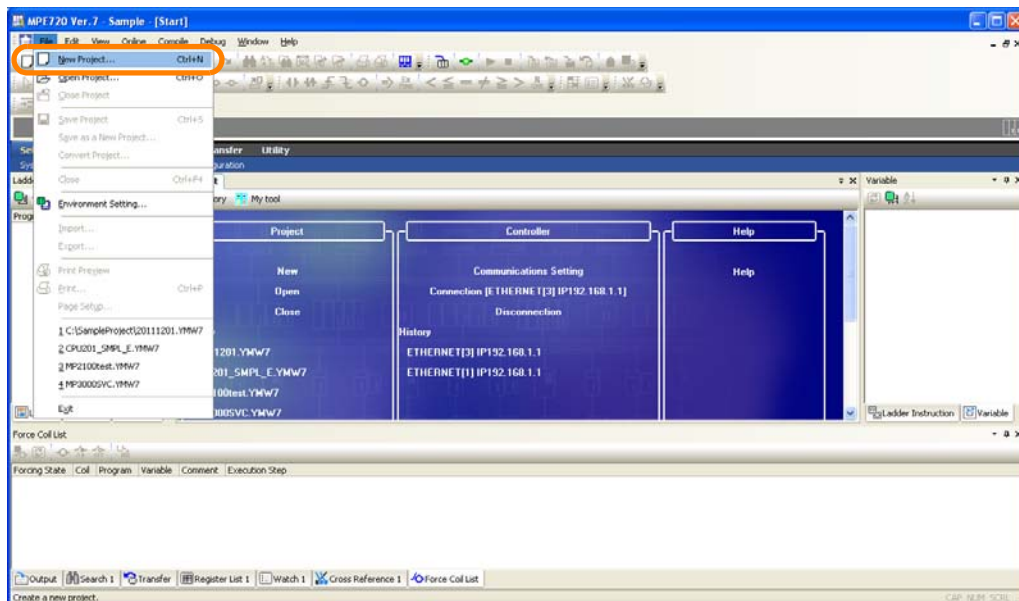 MPE720 Ver.7 - Sample - [Start]
File Edit View Online Compile Debug Window Help
New Project... Ctrl+N
Open Project... Ctrl+O
Close Project
Save Project Ctrl+S
Save as a New Project...
Convert Project...
Close Ctrl+F4
Environment Setting...
Import...
Export...
Print Preview
Print... Ctrl+P
Page Setup...
1 C:\SampleProject\20111201.YMW7
2 CPU201_SMPL_E.YMW7
3 MP2100test.YMW7
4 MP3000SVC.YMW7
Exit
Utility
My tool
Project
New
Open
Close
1201.YMW7
201_SMPL_E.YMW7
100test.YMW7
000SVC.YMW7
Controller
Communications Setting
Connection [ETHERNET[3] IP192.168.1.1]
Disconnection
History
ETHERNET[3] IP192.168.1.1
ETHERNET[1] IP192.168.1.1
Help
Help
Variable
Ladder Instruction Variable
Force Coil List
Forcing State Coil Program Variable Comment Execution Step
Output Search 1 Transfer Register List 1 Watch 1 Cross Reference 1 Force Coil List
Create a new project.
CAP NUM SCRL